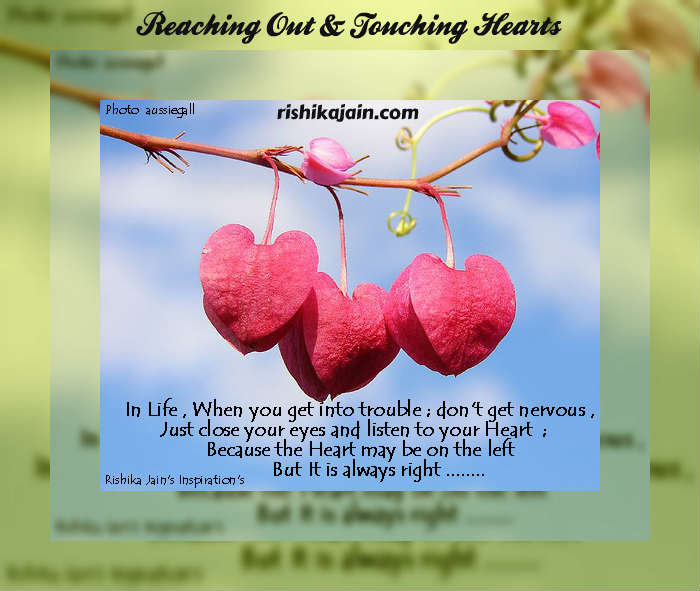 Reaching Out & Touching Hearts
Photo aussiegall
rishikajain.com
In Life , When you get into trouble ; don't get nervous ,
Just close your eyes and listen to your Heart ;
Because the Heart may be on the left
But It is always right ........
Rishika Jain's Inspiration's